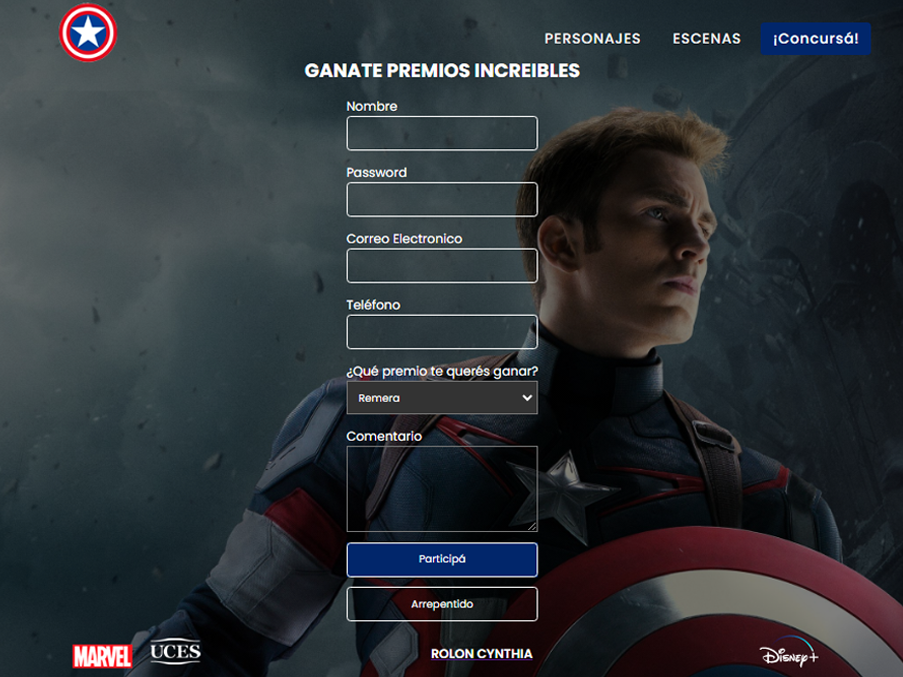 PERSONAJES
ESCENAS
¡Concursá!
GANATE PREMIOS INCREIBLES
Nombre
Password
Correo Electronico
Teléfono
¿Qué premio te querés ganar?
Remera
Comentario
Participá
Arrepentido
MARVEL
UCES
ROLON CYNTHIA
Disney+